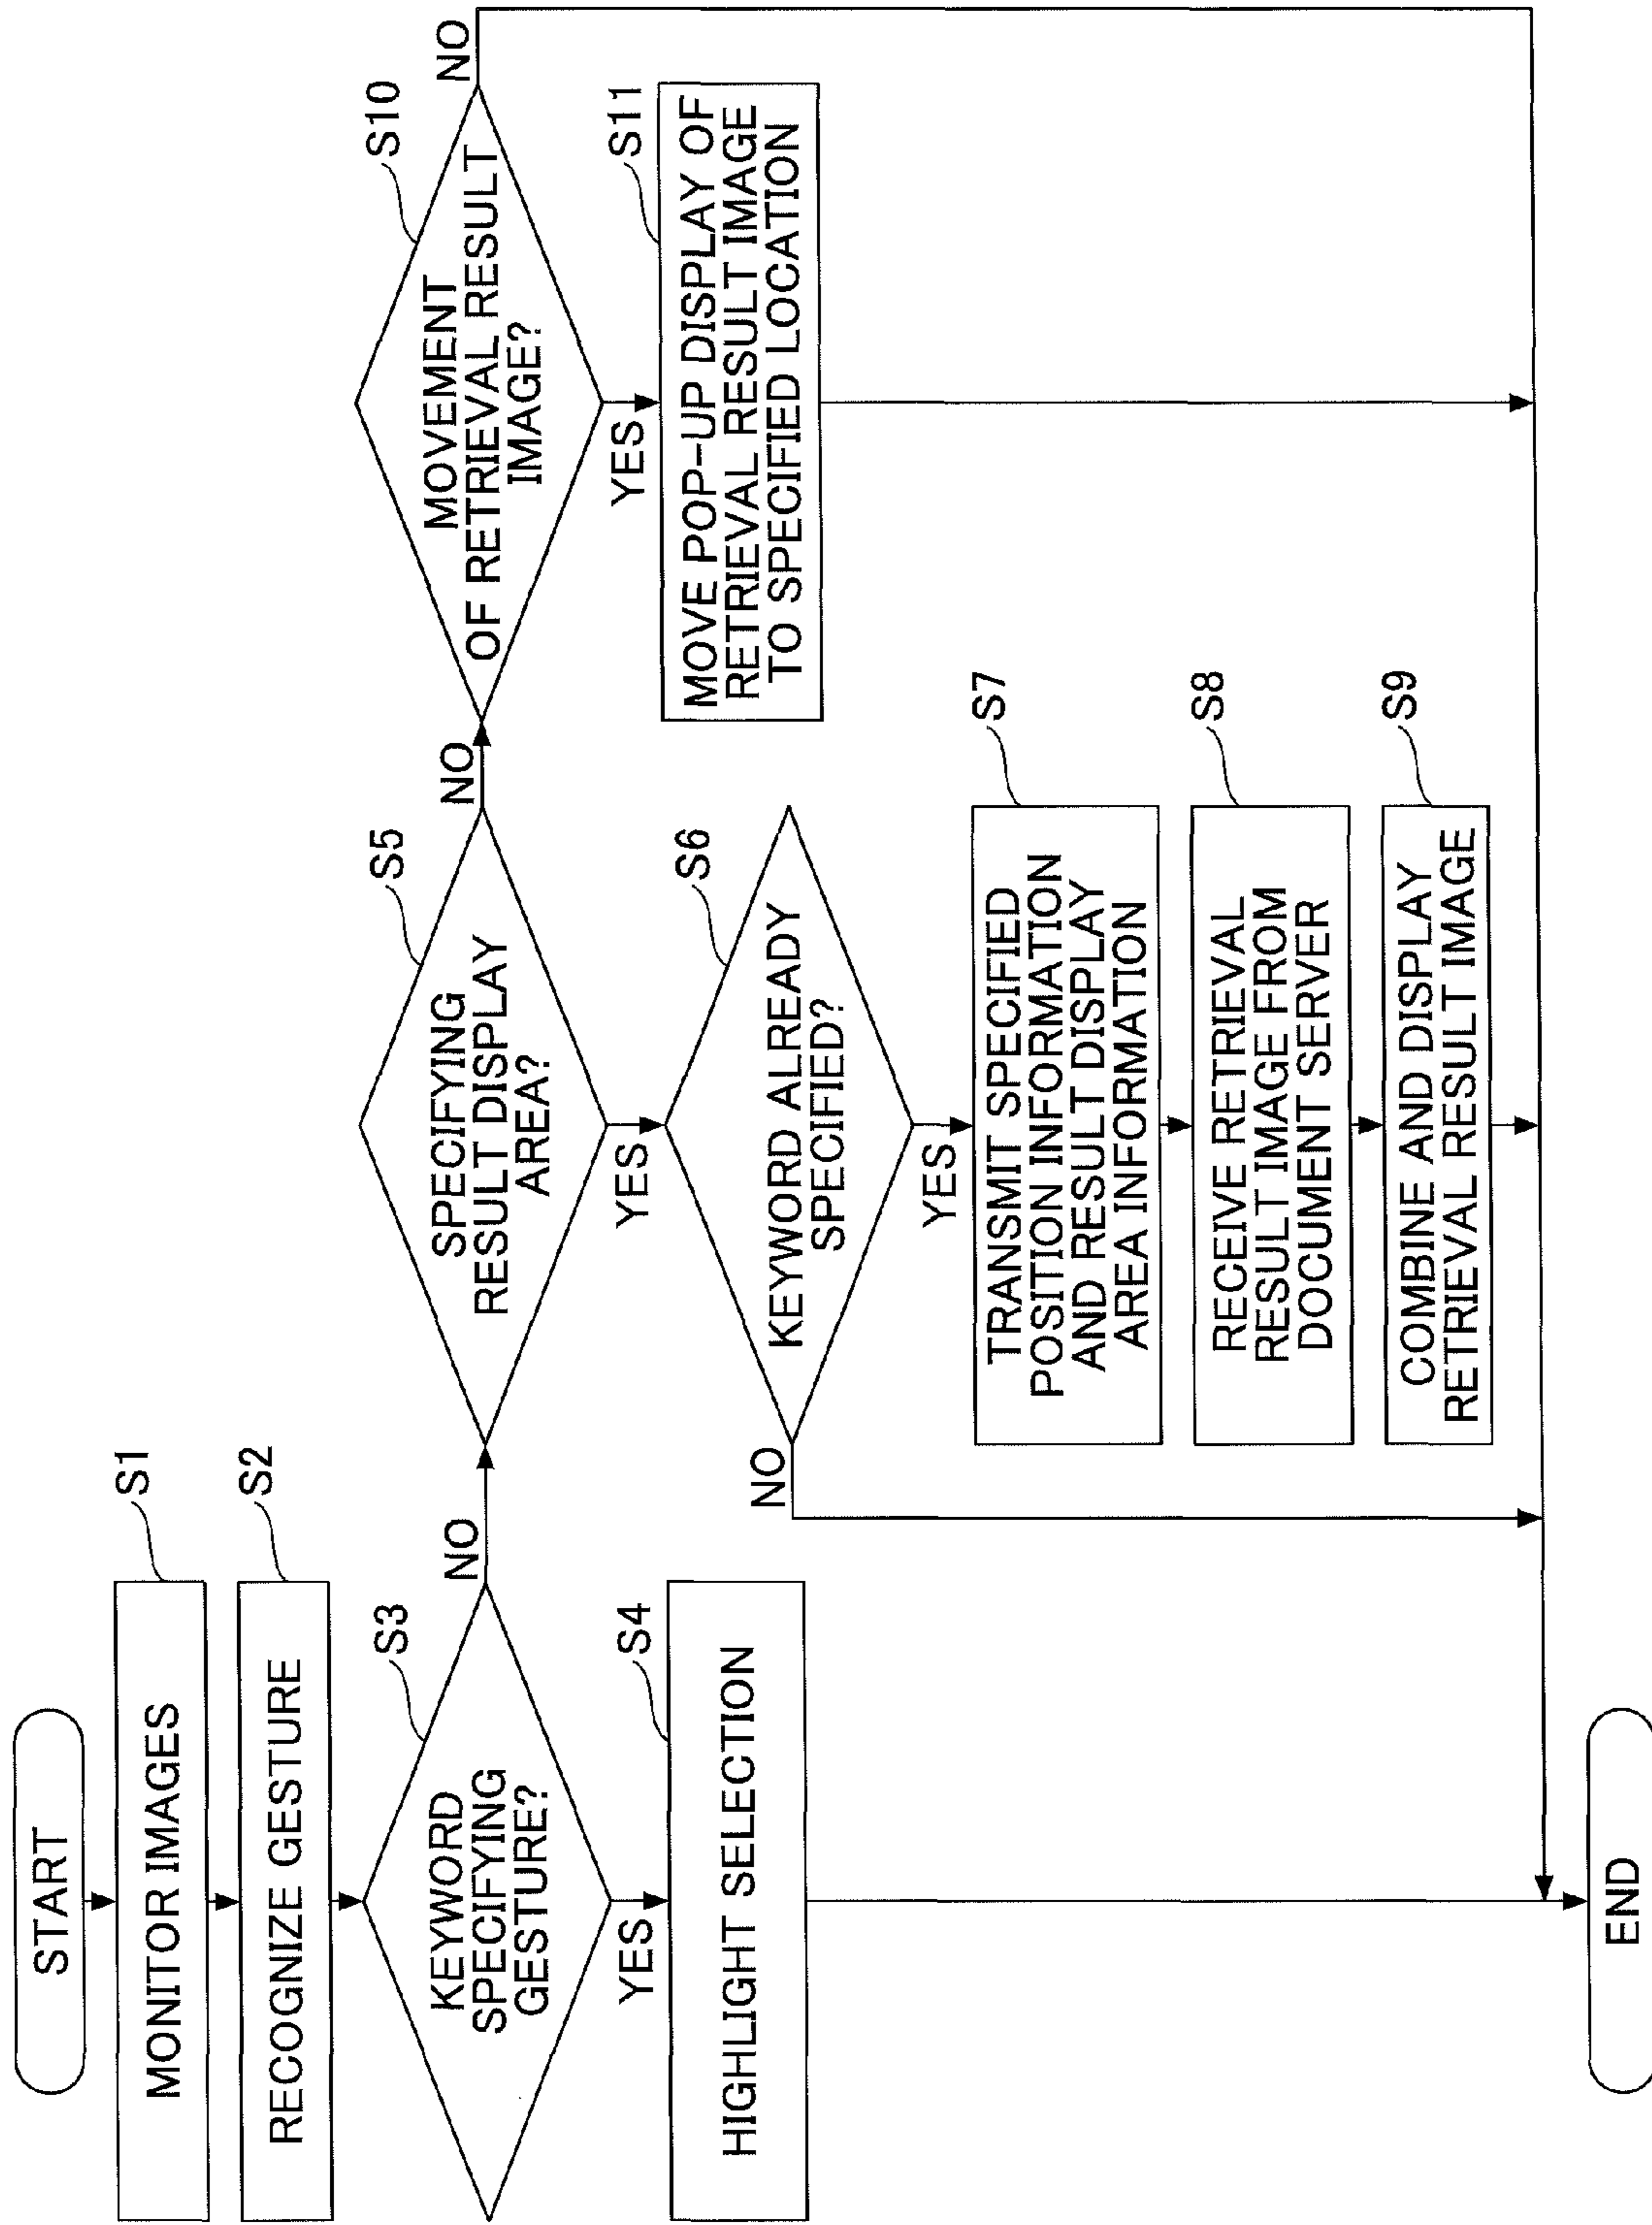 START
MONITOR IMAGES
S1
RECOGNIZE GESTURE
S2
KEYWORD
SPECIFYING
GESTURE?
S3
NO
YES
HIGHLIGHT SELECTION
S4
SPECIFYING
RESULT DISPLAY
AREA?
S5
NO
YES
KEYWORD ALREADY
SPECIFIED?
S6
NO
YES
TRANSMIT SPECIFIED
POSITION INFORMATION
AND RESULT DISPLAY
AREA INFORMATION
S7
RECEIVE RETRIEVAL
RESULT IMAGE FROM
DOCUMENT SERVER
S8
COMBINE AND DISPLAY
RETRIEVAL RESULT IMAGE
S9
MOVEMENT
OF RETRIEVAL RESULT
IMAGE?
S10
NO
YES
MOVE POP-UP DISPLAY OF
RETRIEVAL RESULT IMAGE
TO SPECIFIED LOCATION
S11
END